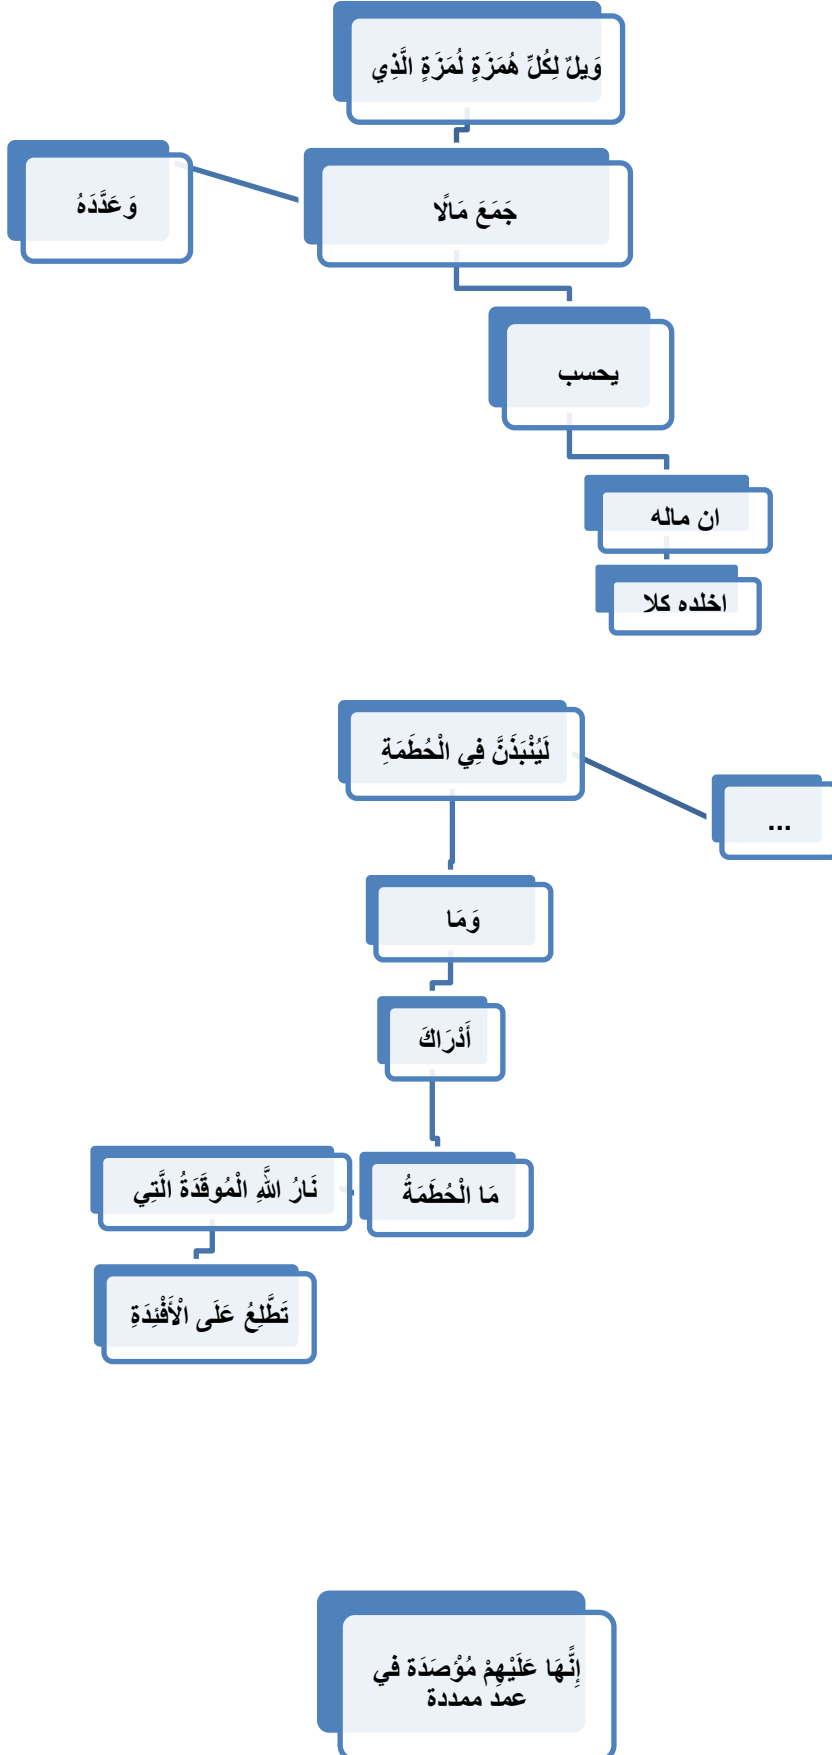 وَيلٌ لِكُلِّ هُمَزَةٍ لُمَزَةٍ الَّذِي
جَمَعَ مَالًا
وَعَدَّدَهُ
يحسب
ان ماله
اخلده كلا
لَيُنْبَذَنَّ فِي الْحُطَمَةِ
...
وَمَا
أَدْرَاكَ
مَا الْحُطَمَةُ
نَارُ اللَّهِ الْمُوقَدَةُ الَّتِي
تَطَّلِعُ عَلَى الْأَفْئِدَةِ
إِنَّهَا عَلَيْهِمْ مُؤْصَدَة في
عمد ممددة